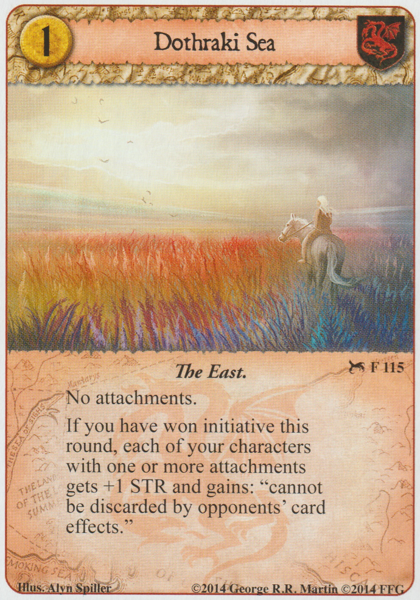 1
Dothraki Sea
The East.
F 115
No attachments.
If you have won initiative this
round, each of your characters
with one or more attachments
gets +1 STR and gains: “cannot
be discarded by opponents’ card
effects.”
SMOKING SEA
Illus. Alyn Spiller
©2014 George R.R. Martin ©2014 FFG